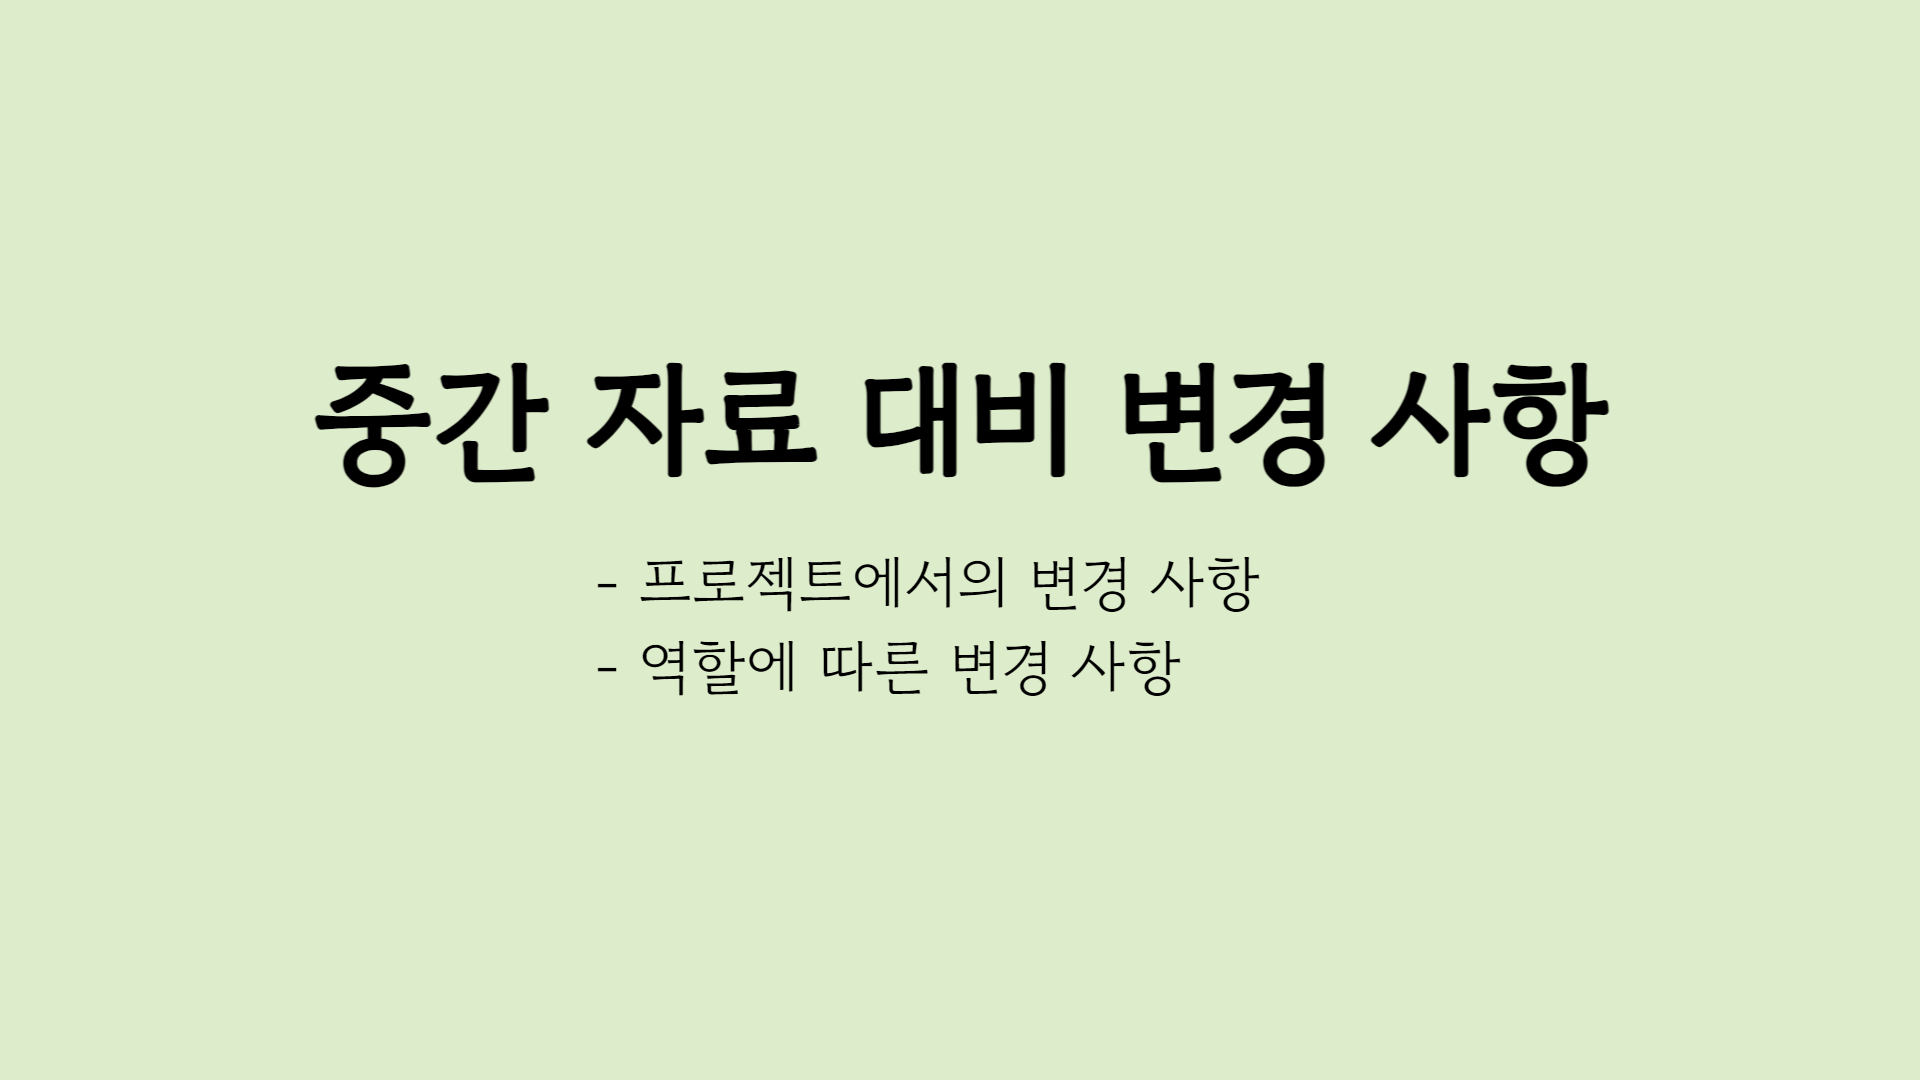 중간 자료 대비 변경 사항
- 프로젝트에서의 변경 사항
- 역할에 따른 변경 사항